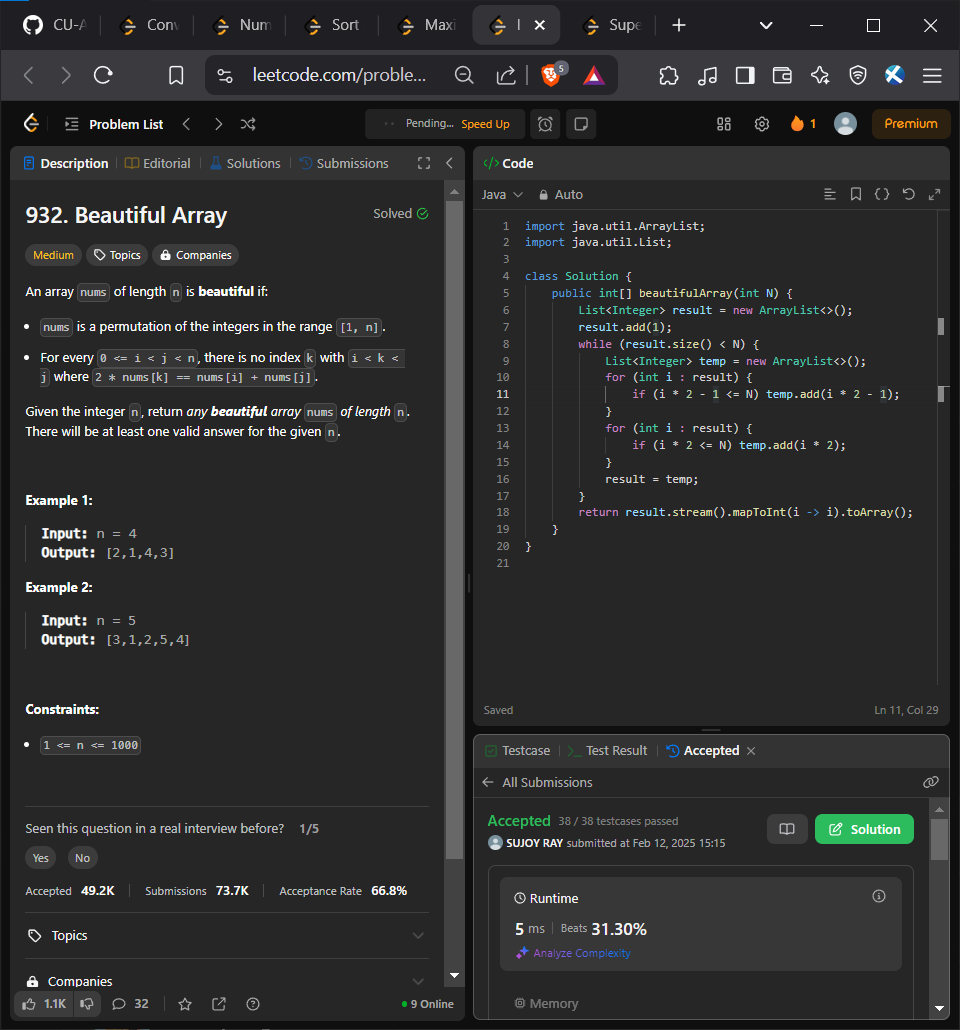 CU-A
Conv
Num
Sort
Maxi
I
Supe
leetcode.com/proble...
5
Problem List
Pending... Speed Up
1
Premium
Description
Editorial
Solutions
Submissions
932. Beautiful Array
Solved
Medium
Topics
Companies
An array nums of length n is beautiful if:
• nums is a permutation of the integers in the range [1, n].
• For every 0 <= i < j < n, there is no index k with i < k <
j where 2 * nums[k] == nums[i] + nums[j].
Given the integer n, return any beautiful array nums of length n.
There will be at least one valid answer for the given n.
Example 1:
Input: n = 4
Output: [2,1,4,3]
Example 2:
Input: n = 5
Output: [3,1,2,5,4]
Constraints:
• 1 <= n <= 1000
Seen this question in a real interview before? 1/5
Yes
No
Accepted 49.2K
Submissions 73.7K
Acceptance Rate 66.8%
Topics
Companies
1.1K
32
9 Online
</> Code
Java
Auto
1 import java.util.ArrayList;
2 import java.util.List;
3
4 class Solution {
5     public int[] beautifulArray(int N) {
6         List<Integer> result = new ArrayList<>();
7         result.add(1);
8         while (result.size() < N) {
9             List<Integer> temp = new ArrayList<>();
10             for (int i : result) {
11                 if (i * 2 - 1 <= N) temp.add(i * 2 - 1);
12             }
13             for (int i : result) {
14                 if (i * 2 <= N) temp.add(i * 2);
15             }
16             result = temp;
17         }
18         return result.stream().mapToInt(i -> i).toArray();
19     }
20 }
21
Saved
Ln 11, Col 29
Testcase
Test Result
Accepted
All Submissions
Accepted 38 / 38 testcases passed
SUJOY RAY submitted at Feb 12, 2025 15:15
Solution
Runtime
5 ms
Beats 31.30%
Analyze Complexity
Memory